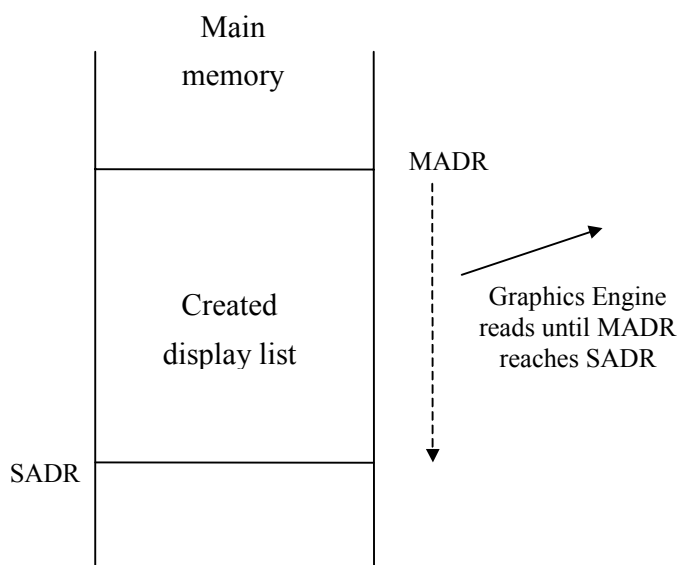 Main
memory
MADR
Graphics Engine
reads until MADR
reaches SADR
Created
display list
SADR